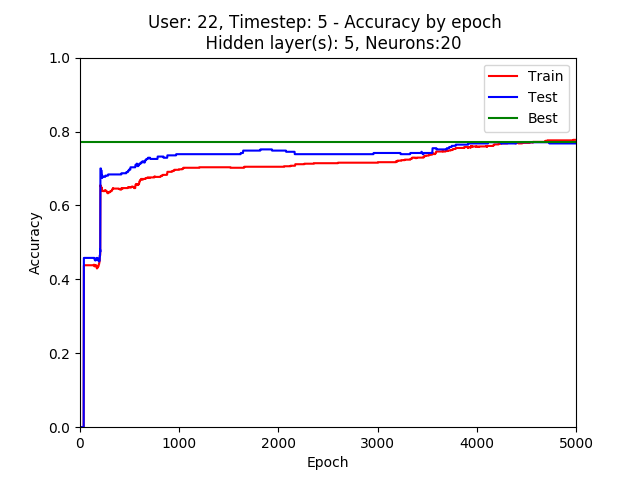 User: 22, Timestep: 5 - Accuracy by epoch
Hidden layer(s): 5, Neurons:20
1.0
0.8
0.6
0.4
0.2
0.0
Accuracy
Train
Test
Best
0
1000
2000
3000
4000
5000
Epoch